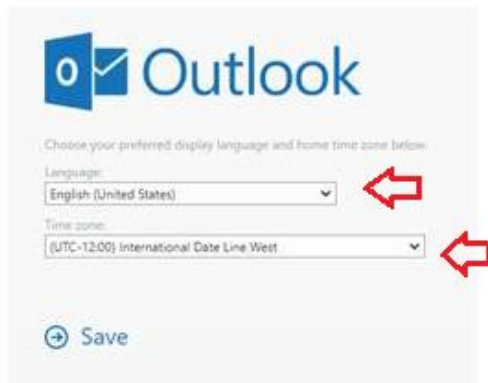 o Outlook
Choose your preferred display language and home time zone below.
Language:
English (United States)
Time zone:
(UTC-12:00) International Date Line West
Save